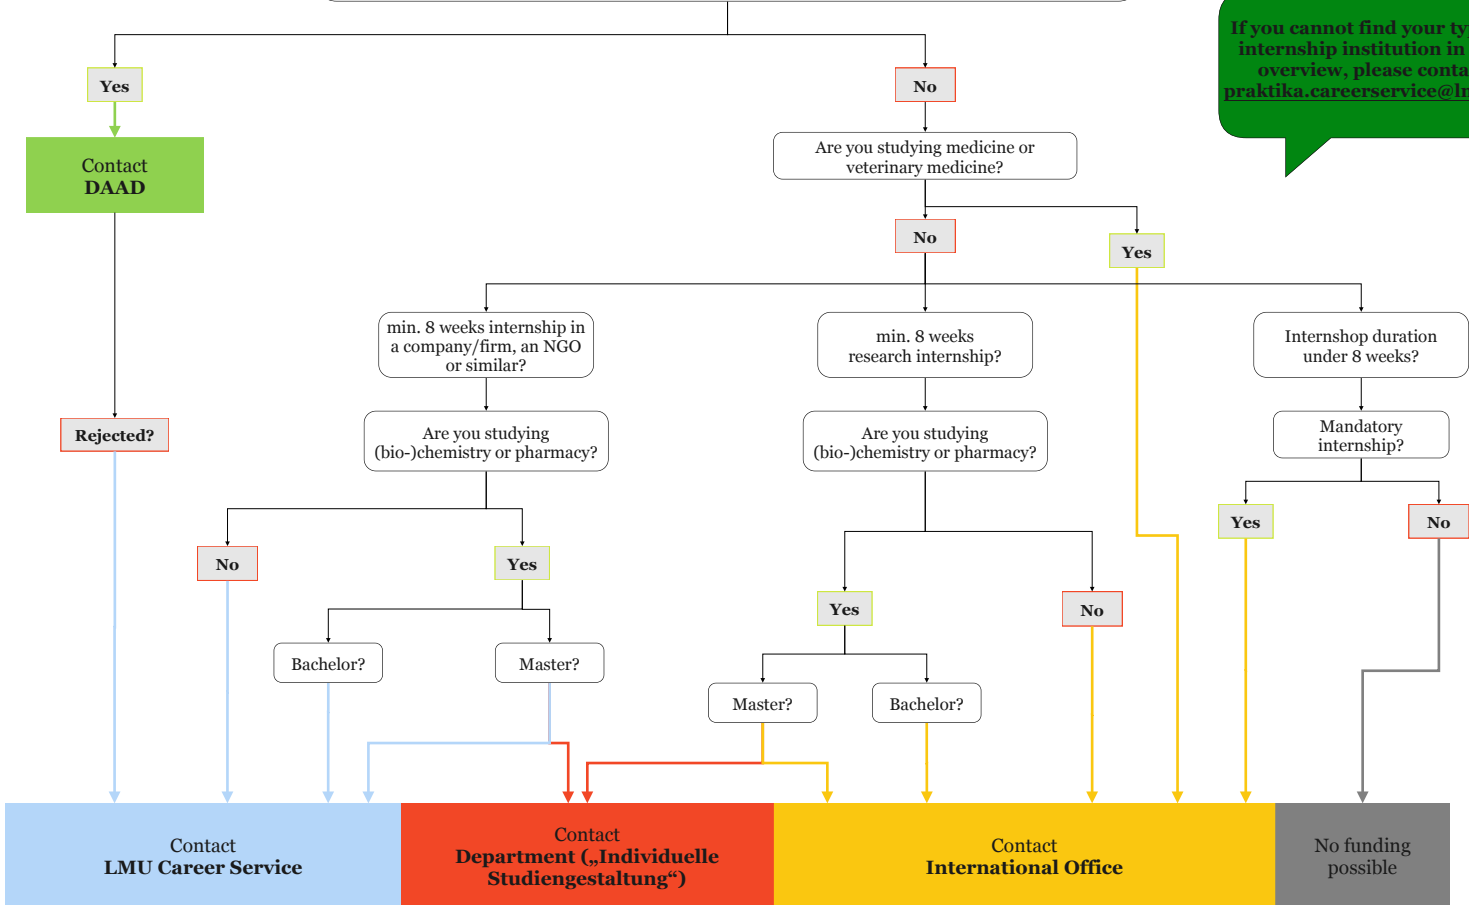 If you cannot find your
internship institution in
overview, please
Yes
No
Contact
DAAD
Are you studying medicine or
veterinary medicine?
No
Yes
min. 8 weeks internship in
a company/firm, an NGO
or similar?
min. 8 weeks
research internship?
Internshop duration
under 8 weeks?
Rejected?
Are you studying
(bio-)chemistry or pharmacy?
Are you studying
(bio-)chemistry or pharmacy?
Mandatory
internship?
Yes
No
No
Yes
Yes
No
Bachelor?
Master?
Master?
Bachelor?
Contact
LMU Career Service
Contact
Department („Individuelle
Studiengestaltung“)
Contact
International Office
No funding
possible